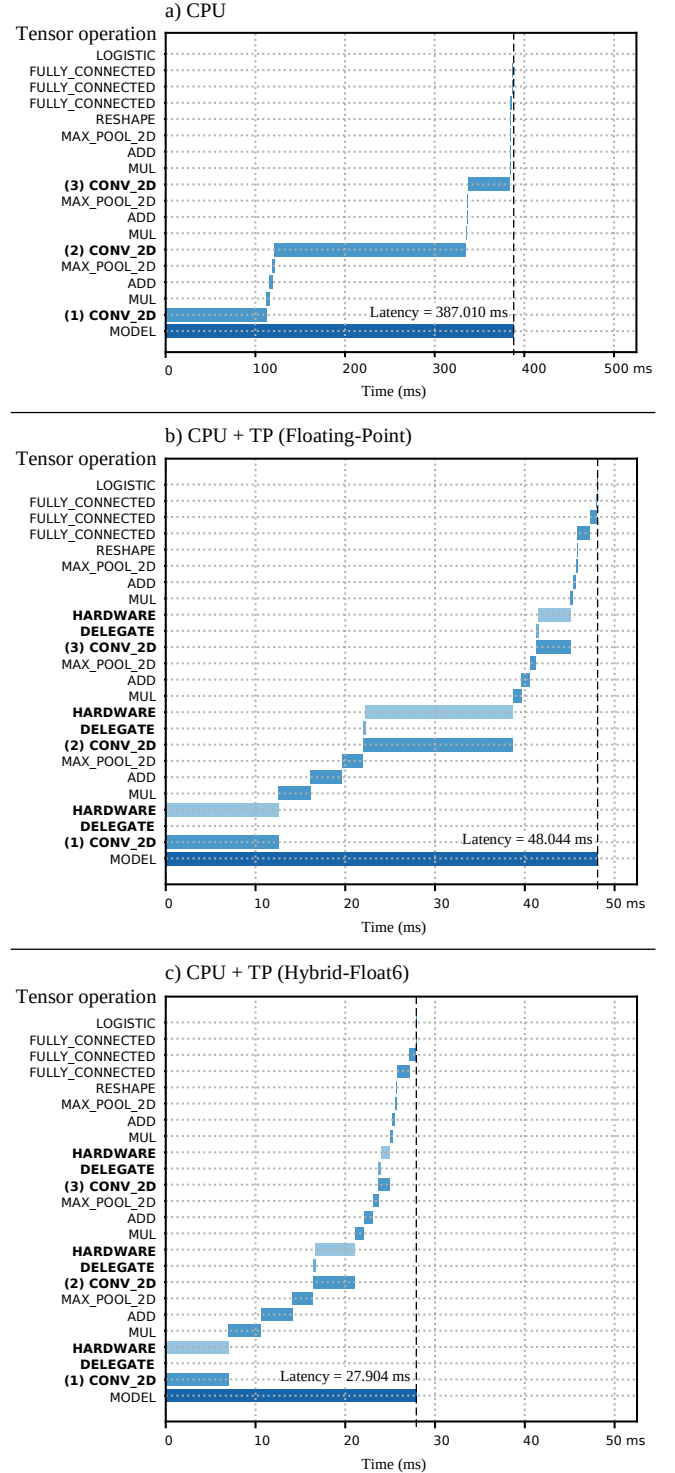 a) CPU
Tensor operation
LOGISTIC
FULLY_CONNECTED
FULLY_CONNECTED
FULLY_CONNECTED
RESHAPE
MAX_POOL_2D
ADD
MUL
(3) CONV_2D
MAX_POOL_2D
ADD
MUL
(2) CONV_2D
MAX_POOL_2D
ADD
MUL
(1) CONV_2D
Latency = 387.010 ms
MODEL
0 100 200 300 400 500 ms
Time (ms)
b) CPU + TP (Floating-Point)
Tensor operation
LOGISTIC
FULLY_CONNECTED
FULLY_CONNECTED
FULLY_CONNECTED
RESHAPE
MAX_POOL_2D
ADD
MUL
HARDWARE
DELEGATE
(3) CONV_2D
MAX_POOL_2D
ADD
MUL
HARDWARE
DELEGATE
(2) CONV_2D
MAX_POOL_2D
ADD
MUL
HARDWARE
DELEGATE
(1) CONV_2D
Latency = 48.044 ms
MODEL
0 10 20 30 40 50 ms
Time (ms)
c) CPU + TP (Hybrid-Float6)
Tensor operation
LOGISTIC
FULLY_CONNECTED
FULLY_CONNECTED
FULLY_CONNECTED
RESHAPE
MAX_POOL_2D
ADD
MUL
HARDWARE
DELEGATE
(3) CONV_2D
MAX_POOL_2D
ADD
MUL
HARDWARE
DELEGATE
(2) CONV_2D
MAX_POOL_2D
ADD
MUL
HARDWARE
DELEGATE
(1) CONV_2D
Latency = 27.904 ms
MODEL
0 10 20 30 40 50 ms
Time (ms)